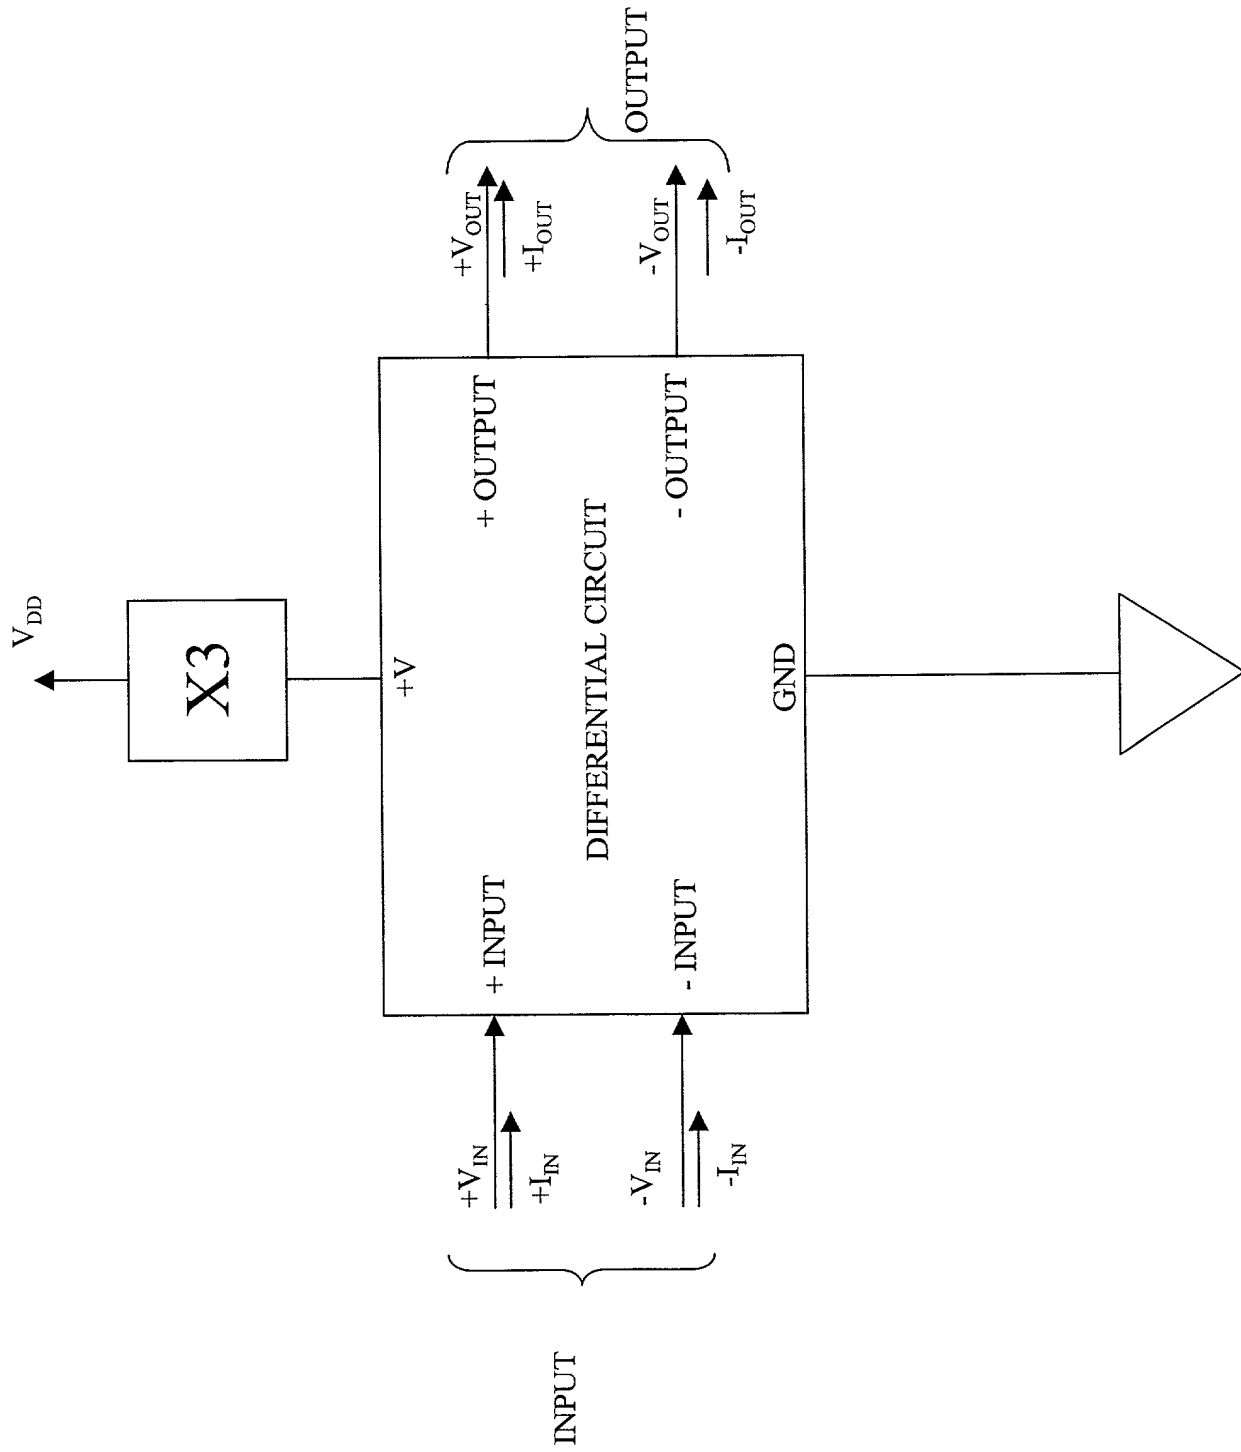 V_DD
X3
+V
INPUT
+V_IN
+I_IN
-V_IN
-I_IN
+ INPUT
- INPUT
DIFFERENTIAL CIRCUIT
+ OUTPUT
- OUTPUT
+V_OUT
+I_OUT
-V_OUT
-I_OUT
OUTPUT
GND